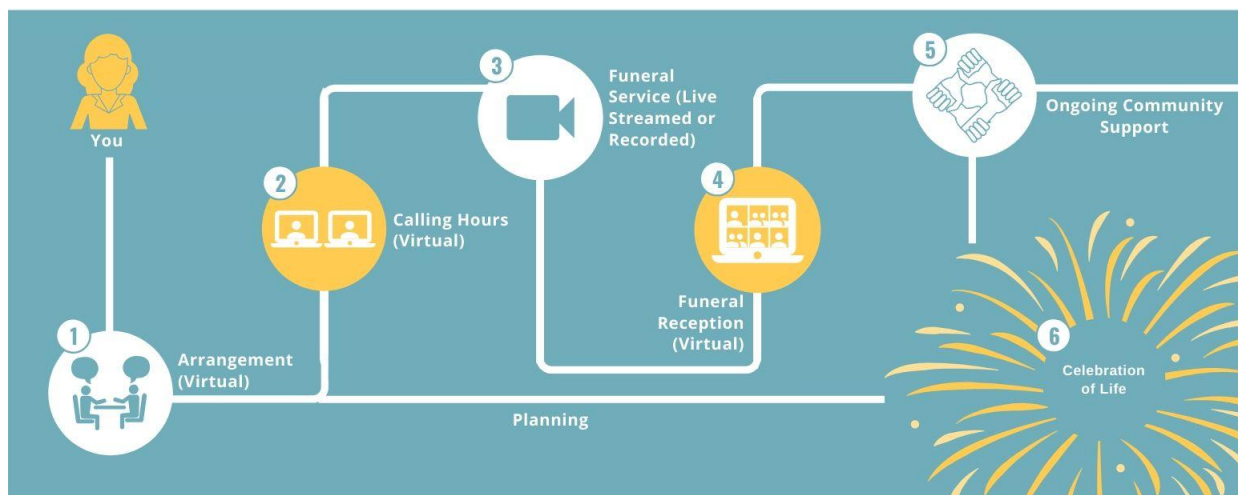 You
1
Arrangement
(Virtual)
2
Calling Hours
(Virtual)
3
Funeral
Service (Live
Streamed or
Recorded)
4
Funeral
Reception
(Virtual)
5
Ongoing Community
Support
6
Celebration
of Life
Planning